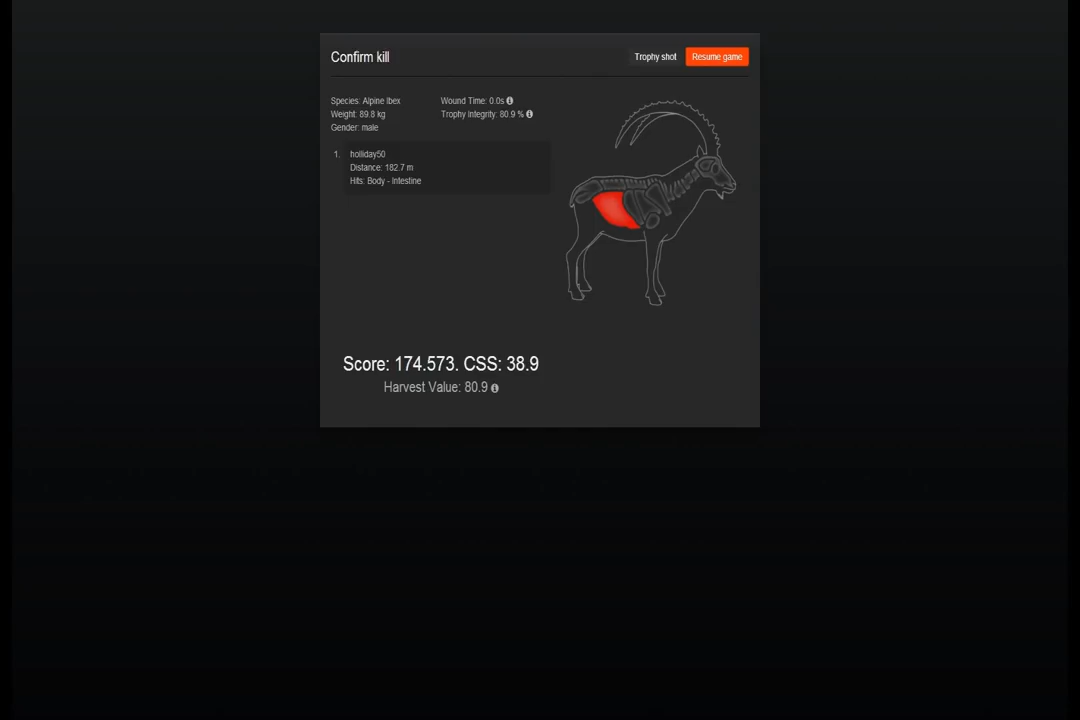 Confirm kill
Trophy shot
Resume game
Species: Alpine Ibex
Weight: 89.8 kg
Gender: male
Wound Time: 0.0s
Trophy Integrity: 80.9 %
1. holliday50
Distance: 182.7 m
Hits: Body - Intestine
Score: 174.573. CSS: 38.9
Harvest Value: 80.9